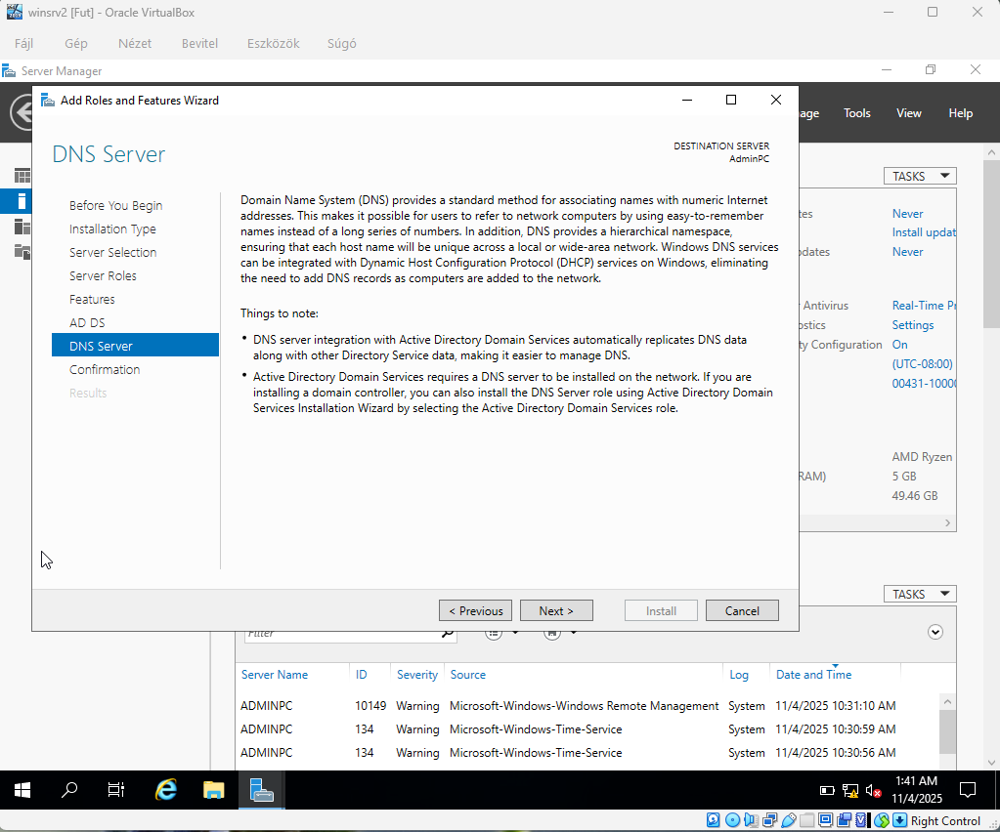 winsrv2 [Fut] - Oracle VirtualBox
Fájl Gép Nézet Bevitel Eszközök Súgó
Server Manager
Add Roles and Features Wizard
Tools View Help
DNS Server
DESTINATION SERVER
AdminPC
TASKS
Before You Begin
Installation Type
Server Selection
Server Roles
Features
AD DS
DNS Server
Confirmation
Results
Domain Name System (DNS) provides a standard method for associating names with numeric Internet
addresses. This makes it possible for users to refer to network computers by using easy-to-remember
names instead of a long series of numbers. In addition, DNS provides a hierarchical namespace,
ensuring that each host name will be unique across a local or wide-area network. Windows DNS services
can be integrated with Dynamic Host Configuration Protocol (DHCP) services on Windows, eliminating
the need to add DNS records as computers are added to the network.
Things to note:
• DNS server integration with Active Directory Domain Services automatically replicates DNS data
along with other Directory Service data, making it easier to manage DNS.
• Active Directory Domain Services requires a DNS server to be installed on the network. If you are
installing a domain controller, you can also install the DNS Server role using Active Directory Domain
Services Installation Wizard by selecting the Active Directory Domain Services role.
Never
Install updat
Never
Antivirus Real-Time Pr
Settings
Configuration On
(UTC-08:00)
00431-1000
AMD Ryzen
RAM) 5 GB
49.46 GB
< Previous Next > Install Cancel
TASKS
Filter
Server Name ID Severity Source Log Date and Time
ADMINPC 10149 Warning Microsoft-Windows-Windows Remote Management System 11/4/2025 10:31:10 AM
ADMINPC 134 Warning Microsoft-Windows-Time-Service System 11/4/2025 10:30:59 AM
ADMINPC 134 Warning Microsoft-Windows-Time-Service System 11/4/2025 10:30:56 AM
1:41 AM
11/4/2025
Right Control